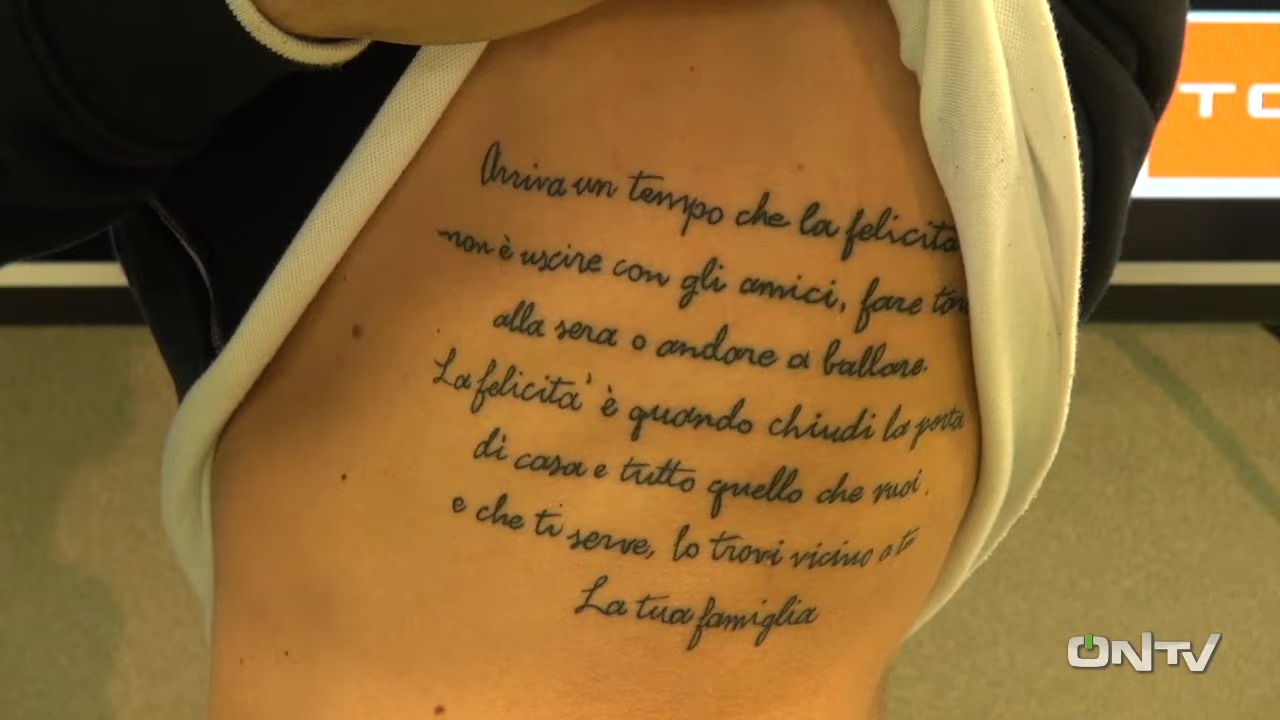 Arriva un tempo che la felicita
non è uscire con gli amici, fare
alla sera o andare a ballare.
La felicita' è quando chiudi la porta
di casa e tutto quello che vuoi,
e che ti serve, lo trovi vicino a te
La tua famiglia
ONTV